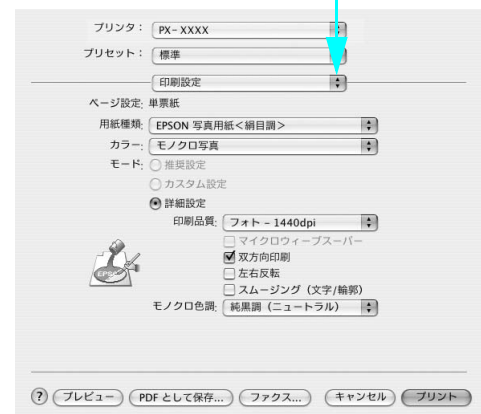 プリンタ： PX-XXXX
プリセット： 標準
印刷設定
ページ設定: 単票紙
用紙種類: EPSON 写真用紙＜絹目調＞
カラー: モノクロ写真
モード: 推奨設定
カスタム設定
詳細設定
印刷品質: フォト – 1440dpi
マイクロウィーブスーパー
双方向印刷
左右反転
スムージング（文字/輪郭）
モノクロ色調: 純黒調（ニュートラル）
EPSON
? プレビュー PDF として保存... ファクス... キャンセル プリント